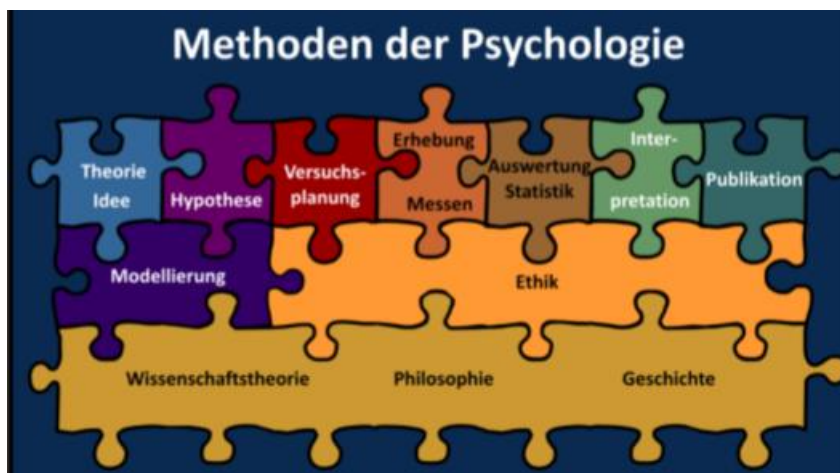 Methoden der Psychologie
Theorie
Idee
Hypothese
Versuchs-
planung
Erhebung
Messen
Auswertung
Statistik
Inter-
pretation
Publikation
Modellierung
Ethik
Wissenschaftstheorie
Philosophie
Geschichte